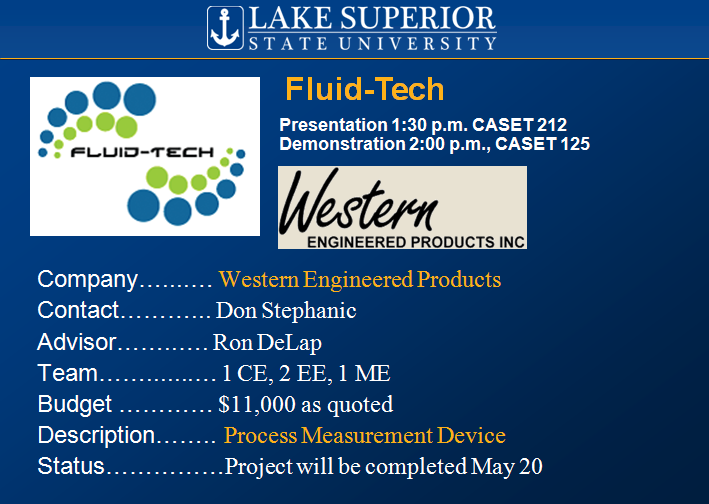 LAKE SUPERIOR
STATE UNIVERSITY
Fluid-Tech
FLUID-TECH
Presentation 1:30 p.m. CASET 212
Demonstration 2:00 p.m., CASET 125
Western
ENGINEERED PRODUCTS INC
Company………. Western Engineered Products
Contact………… Don Stephanic
Advisor………… Ron DeLap
Team…….....…. 1 CE, 2 EE, 1 ME
Budget ………… $11,000 as quoted
Description…….. Process Measurement Device
Status……………Project will be completed May 20